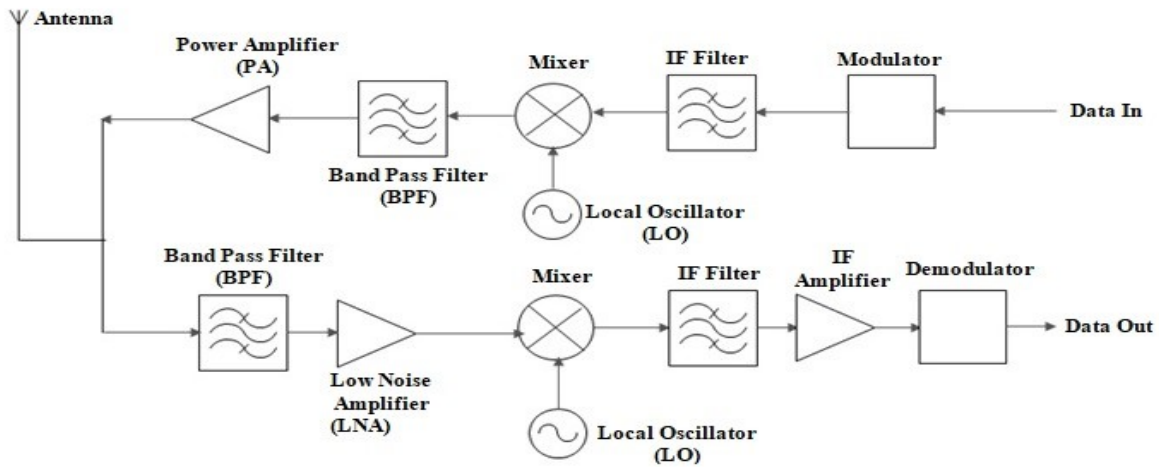 Antenna
Power Amplifier
(PA)
Mixer
IF Filter
Modulator
Data In
Band Pass Filter
(BPF)
Local Oscillator
(LO)
Band Pass Filter
(BPF)
Mixer
IF Filter
IF
Amplifier
Demodulator
Data Out
Low Noise
Amplifier
(LNA)
Local Oscillator
(LO)